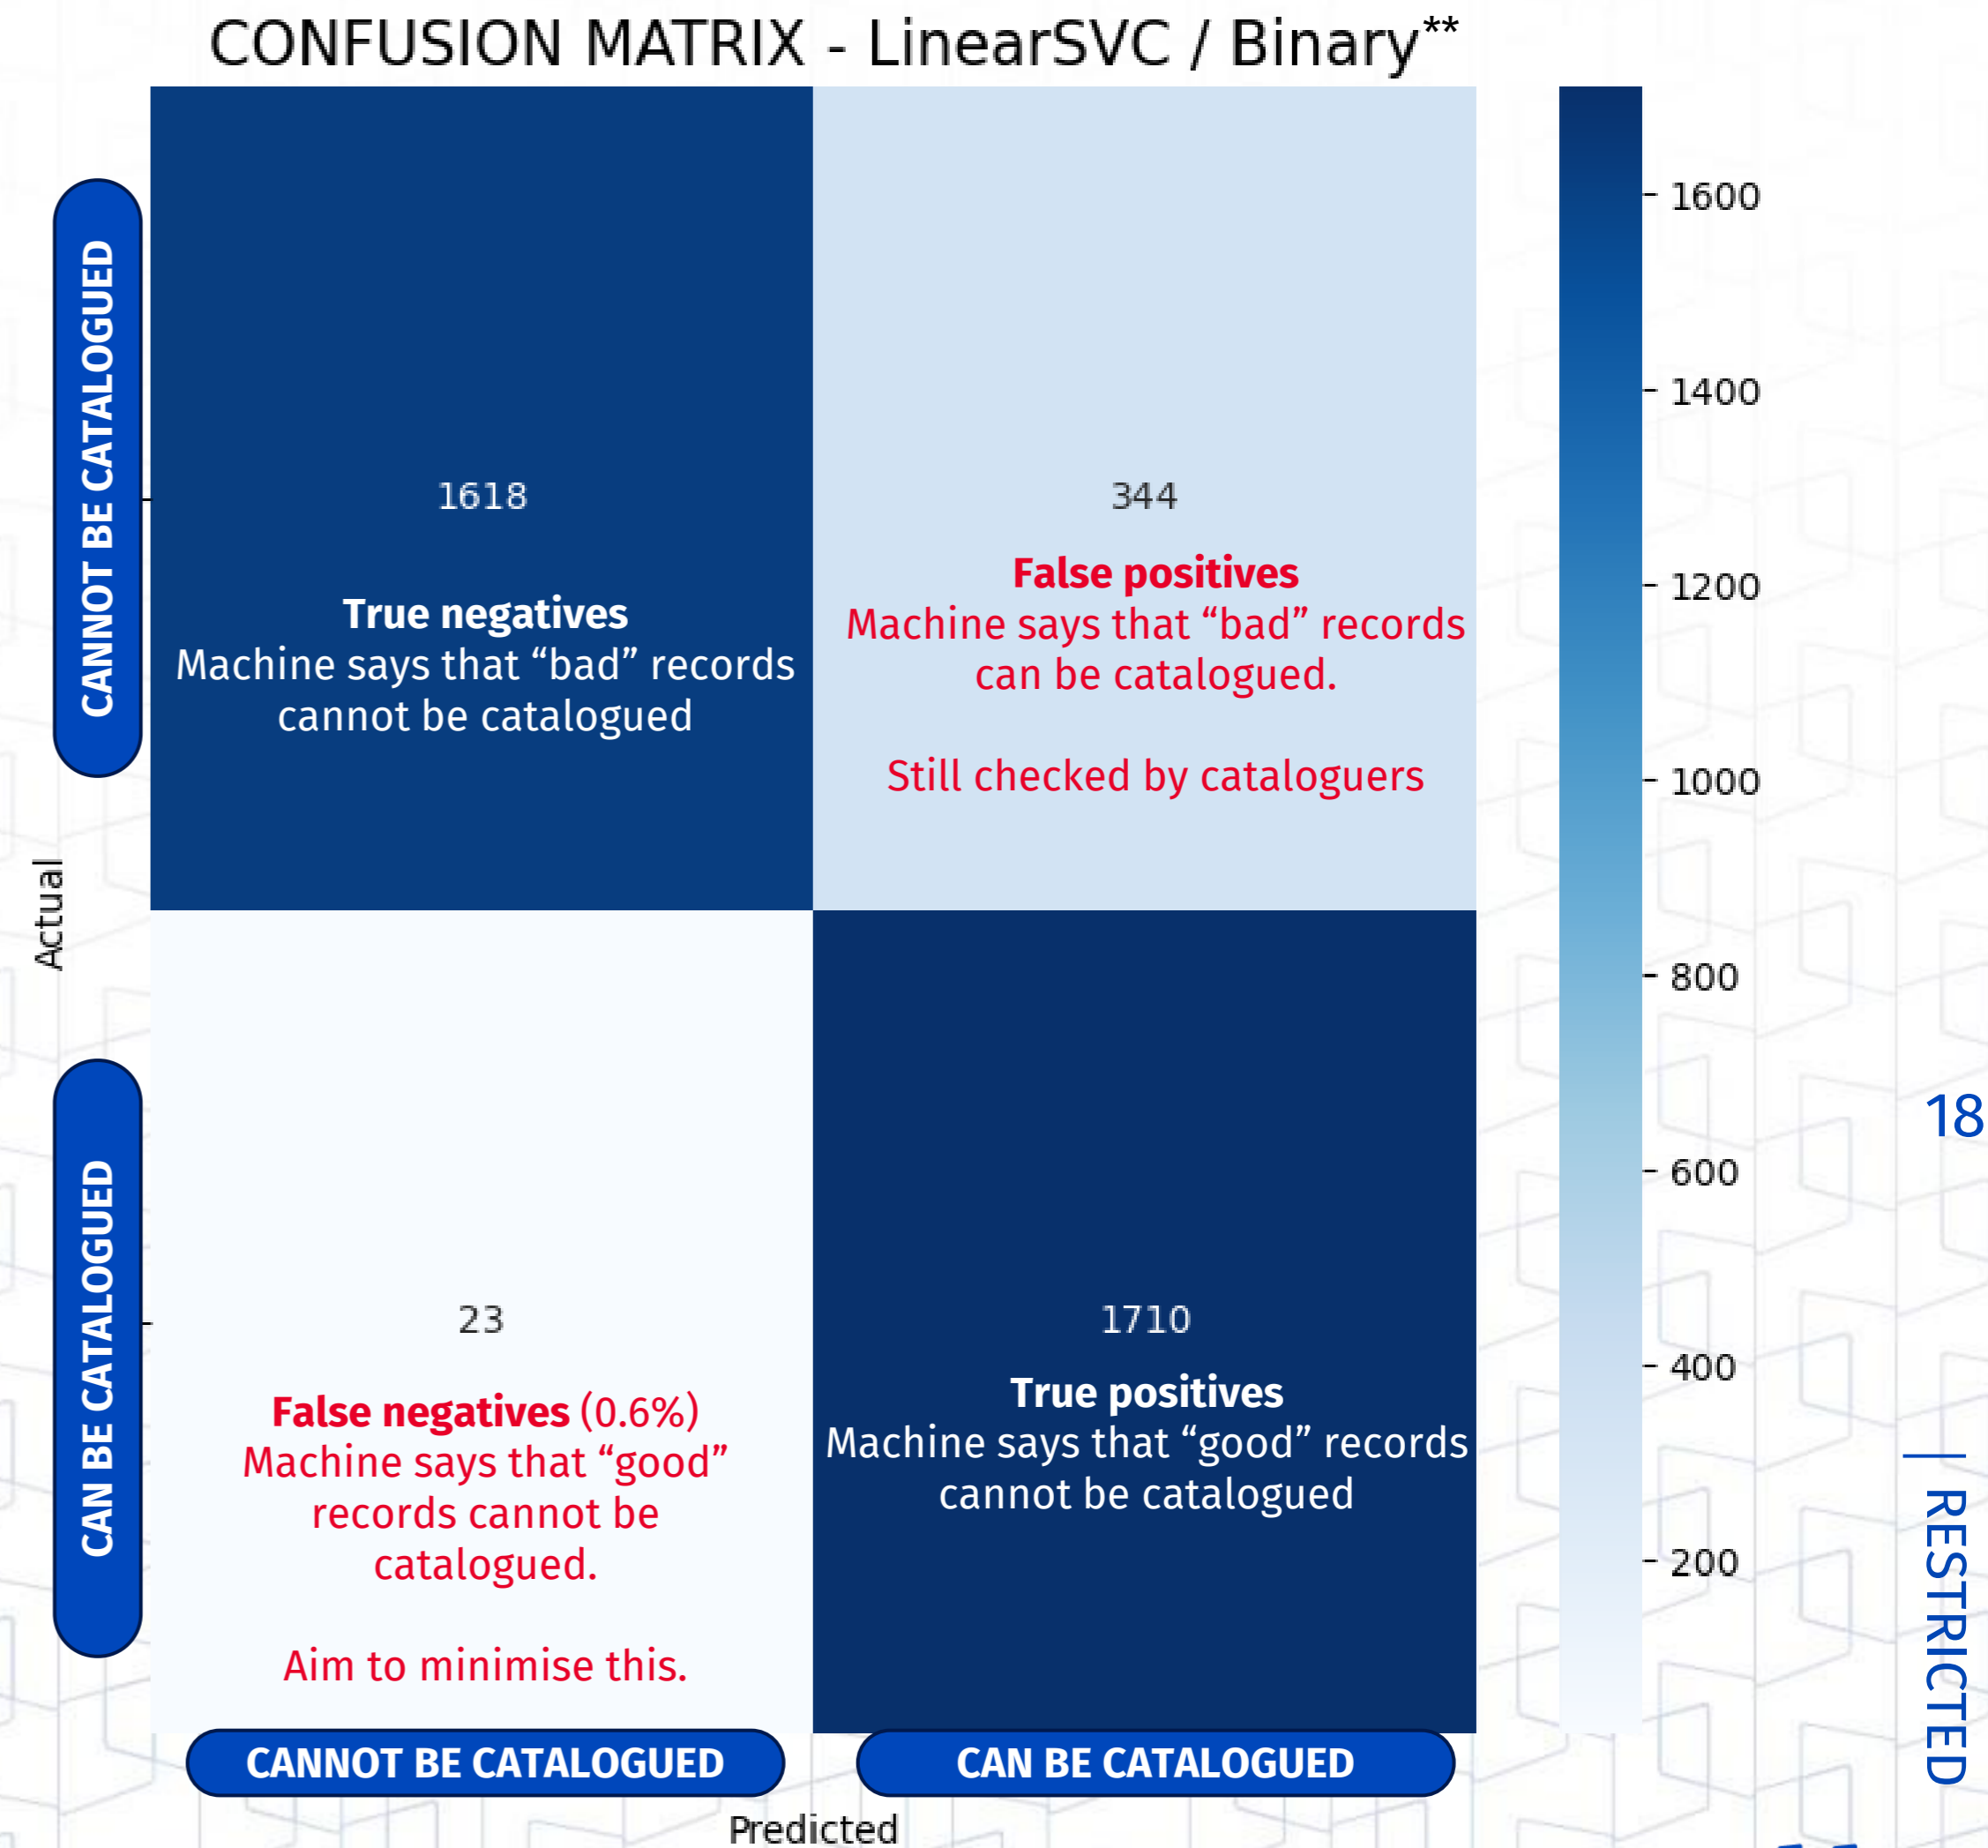 CONFUSION MATRIX - LinearSVC / Binary**
CANNOT BE CATALOGUED
1618
True negatives
Machine says that “bad” records
cannot be catalogued
344
False positives
Machine says that “bad” records
can be catalogued.
Still checked by cataloguers
Actual
CAN BE CATALOGUED
23
False negatives (0.6%)
Machine says that “good”
records cannot be
catalogued.
Aim to minimise this.
1710
True positives
Machine says that “good” records
cannot be catalogued
CANNOT BE CATALOGUED
CAN BE CATALOGUED
Predicted
1600
1400
1200
1000
800
600
400
200
18
| RESTRICTED